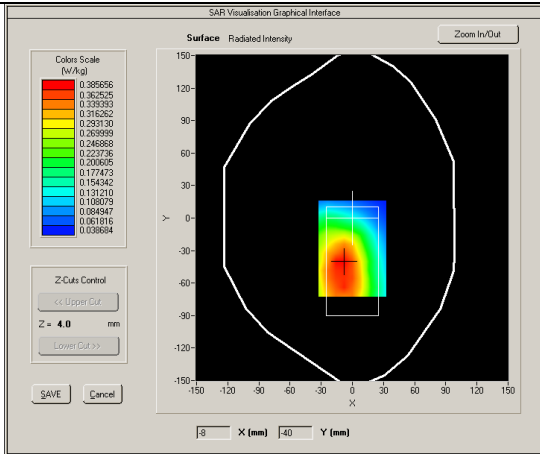 SAR Visualisation Graphical Interface
Surface Radiated Intensity
Zoom In/Out
Colors Scale
(W/kg)
0.385656
0.362525
0.339393
0.316262
0.293130
0.269999
0.246868
0.223736
0.200605
0.177473
0.154342
0.131210
0.108079
0.084947
0.061816
0.038684
Z-Cuts Control
<< Upper Cut
Z = 4.0 mm
Lower Cut >>
SAVE
Cancel
150
120
90
60
30
0
-30
-60
-90
-120
-150
Y
-150 -120 -90 -60 -30 0 30 60 90 120 150
X
-8 X (mm) -40 Y (mm)